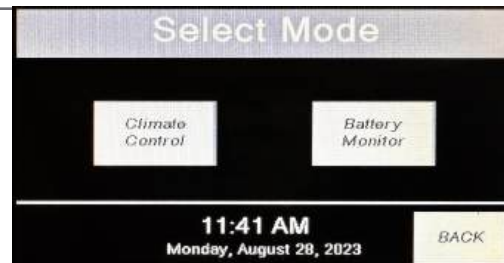 Select Mode
Climate
Control
Battery
Monitor
11:41 AM
Monday, August 28, 2023
BACK